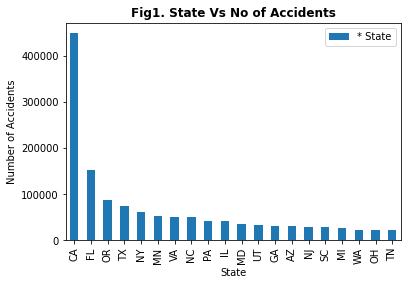 Fig1. State Vs No of Accidents
* State
Number of Accidents
400000
300000
200000
100000
0
CA FL OR TX NY MN VA NC PA IL MD UT GA AZ NJ SC MI WA OH TN
State